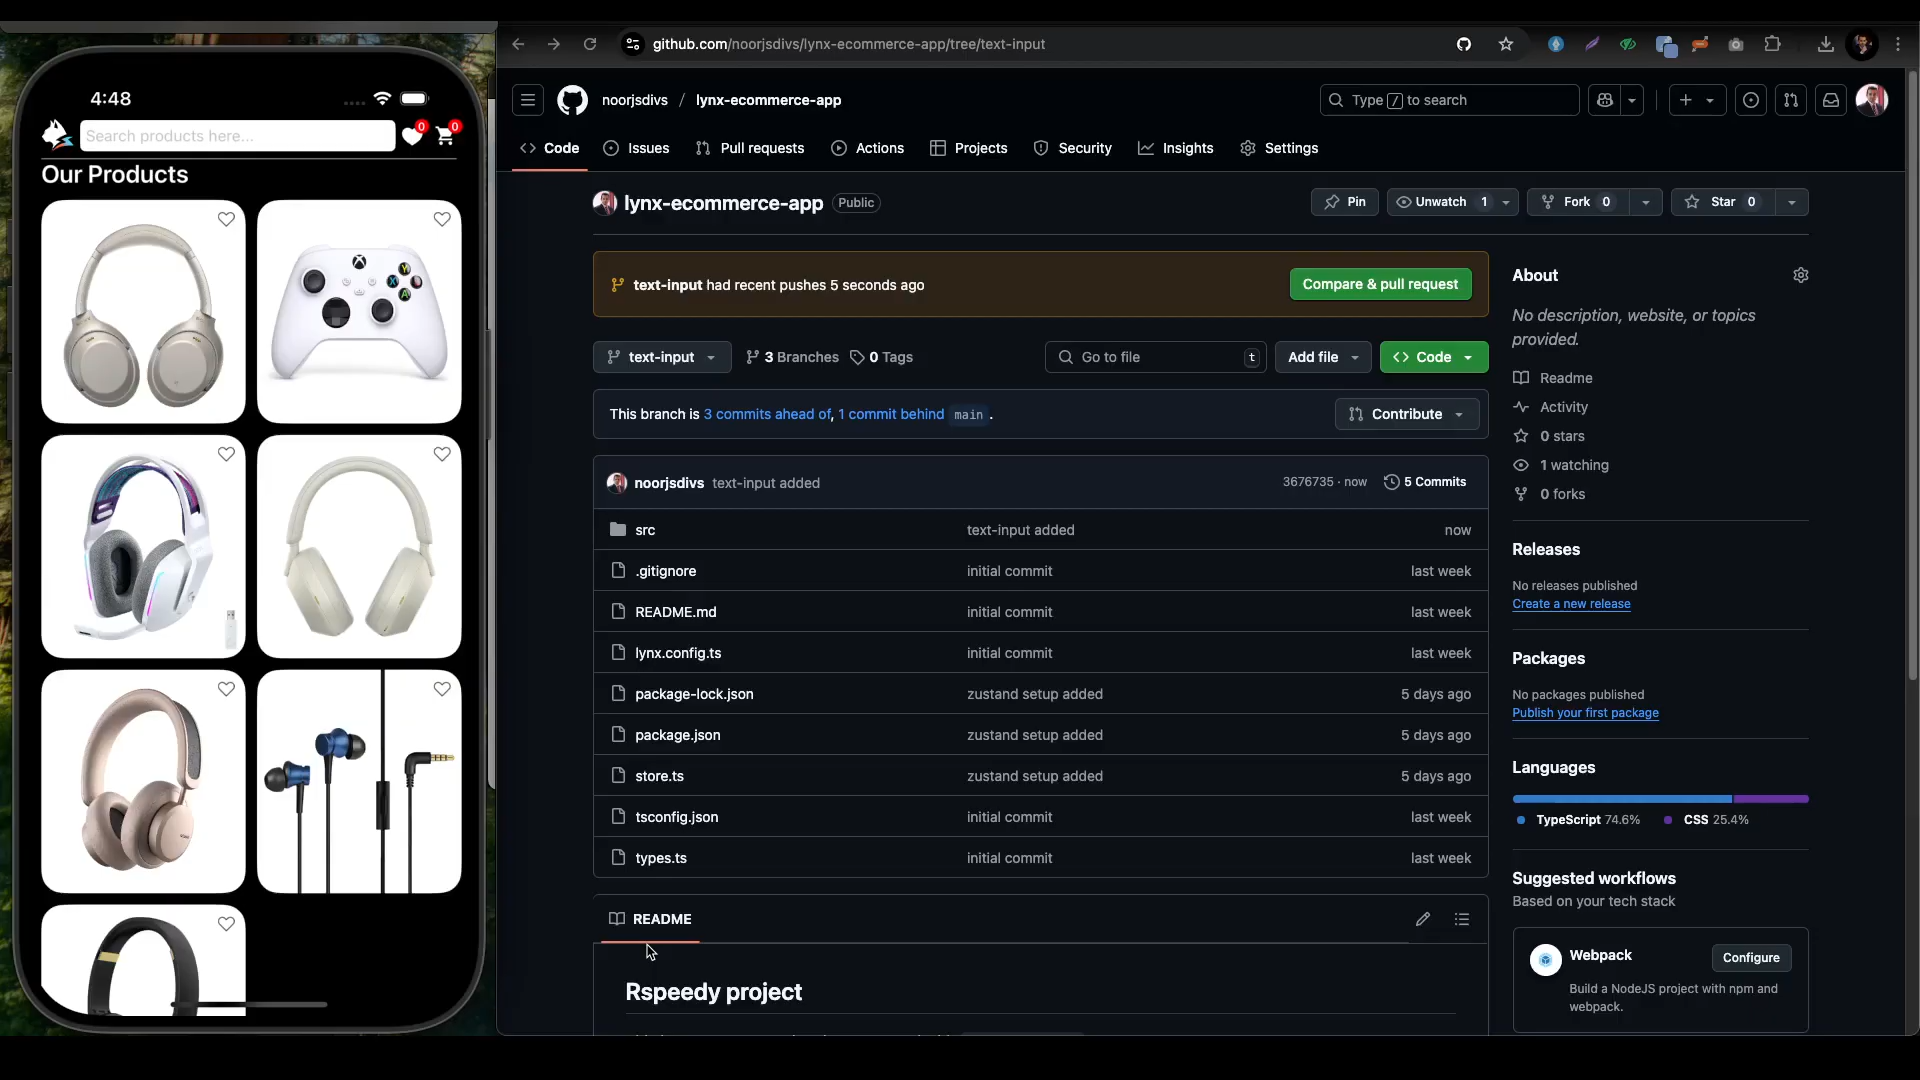 4:48
Search products here...
0
0
Our Products
github.com/noorjsdivs/lynx-ecommerce-app/tree/text-input
noorjsdivs / lynx-ecommerce-app
Type / to search
Code
Issues
Pull requests
Actions
Projects
Security
Insights
Settings
lynx-ecommerce-app Public
Pin
Unwatch 1
Fork 0
Star 0
text-input had recent pushes 5 seconds ago
Compare & pull request
text-input
3 Branches
0 Tags
Go to file
t
Add file
Code
This branch is 3 commits ahead of, 1 commit behind main .
Contribute
noorjsdivs text-input added
3676735 · now
5 Commits
src text-input added now
.gitignore initial commit last week
README.md initial commit last week
lynx.config.ts initial commit last week
package-lock.json zustand setup added 5 days ago
package.json zustand setup added 5 days ago
store.ts zustand setup added 5 days ago
tsconfig.json initial commit last week
types.ts initial commit last week
README
Rspeedy project
About
No description, website, or topics
provided.
Readme
Activity
0 stars
1 watching
0 forks
Releases
No releases published
Create a new release
Packages
No packages published
Publish your first package
Languages
TypeScript 74.6%
CSS 25.4%
Suggested workflows
Based on your tech stack
Webpack
Configure
Build a NodeJS project with npm and
webpack.